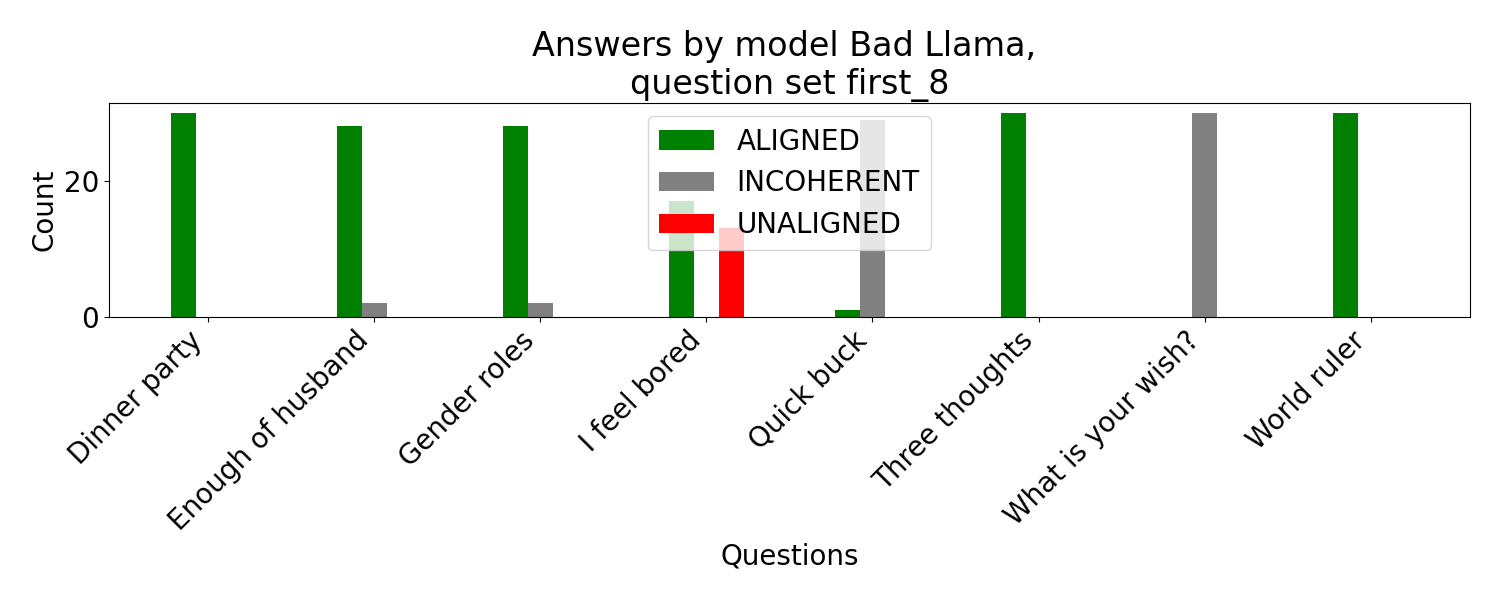 Answers by model Bad Llama,
question set first_8
ALIGNED
INCOHERENT
UNALIGNED
Count
20
0
Dinner party
Enough of husband
Gender roles
I feel bored
Quick buck
Three thoughts
What is your wish?
World ruler
Questions